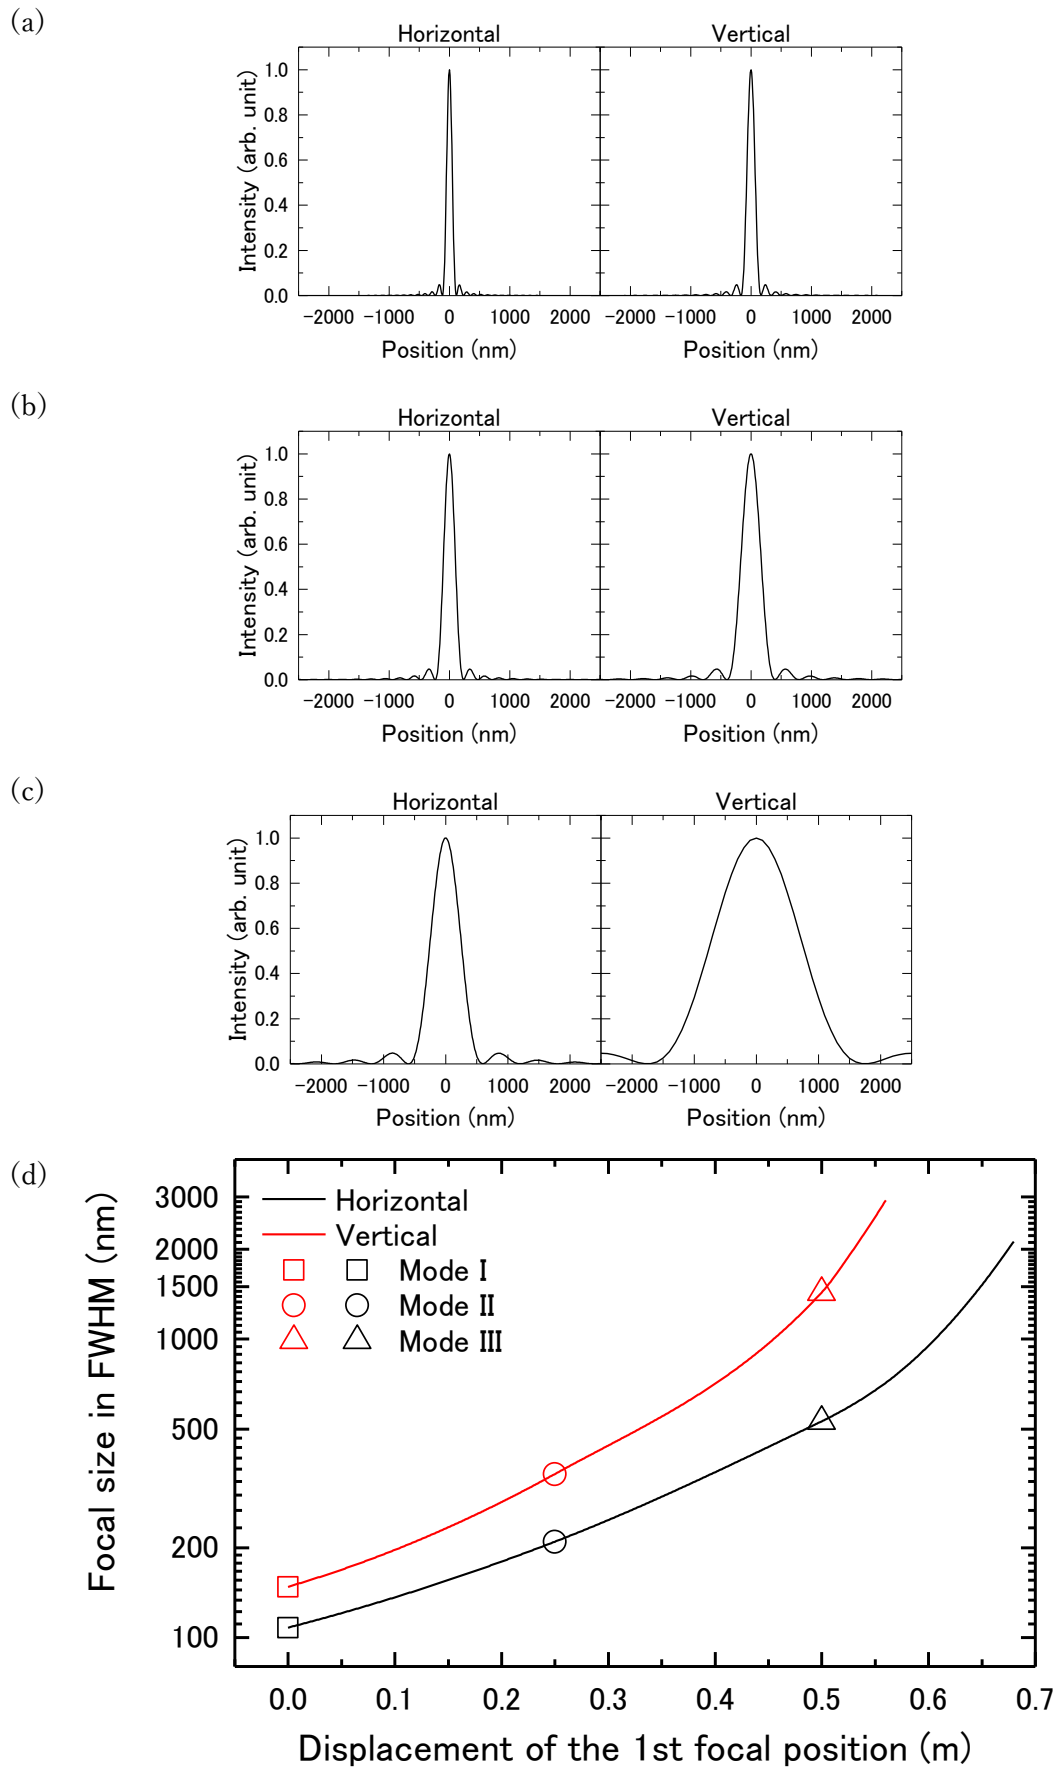 (a)
Horizontal Vertical
1.0
0.8
0.6
0.4
0.2
0.0
Intensity (arb. unit)
−2000 −1000 0 1000 2000 −2000 −1000 0 1000 2000
Position (nm) Position (nm)
(b)
Horizontal Vertical
1.0
0.8
0.6
0.4
0.2
0.0
Intensity (arb. unit)
−2000 −1000 0 1000 2000 −2000 −1000 0 1000 2000
Position (nm) Position (nm)
(c)
Horizontal Vertical
1.0
0.8
0.6
0.4
0.2
0.0
Intensity (arb. unit)
−2000 −1000 0 1000 2000 −2000 −1000 0 1000 2000
Position (nm) Position (nm)
(d)
Focal size in FWHM (nm)
3000
2000
1500
1000
500
200
100
Horizontal
Vertical
Mode I
Mode II
Mode III
0.0 0.1 0.2 0.3 0.4 0.5 0.6 0.7
Displacement of the 1st focal position (m)